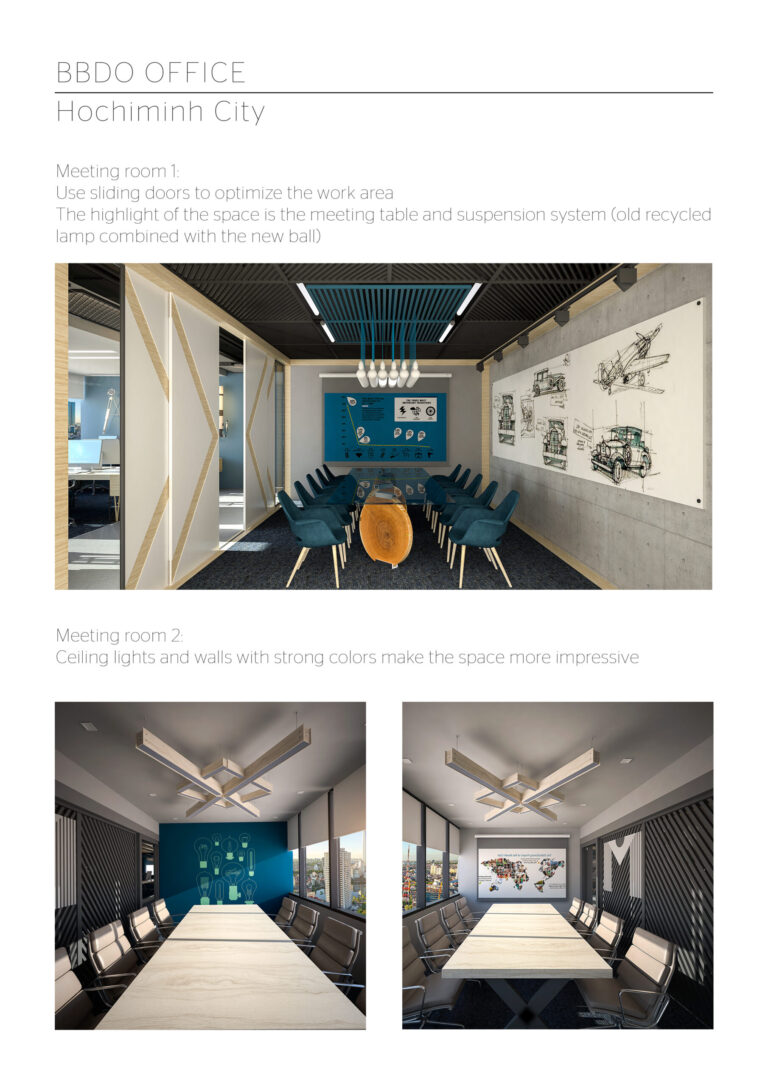 BBDO OFFICE
Hochiminh City
Meeting room 1:
Use sliding doors to optimize the work area
The highlight of the space is the meeting table and suspension system (old recycled
lamp combined with the new ball)
Meeting room 2:
Ceiling lights and walls with strong colors make the space more impressive
M